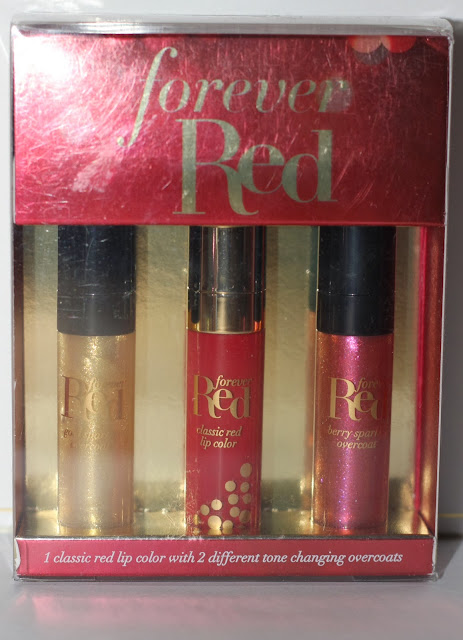 forever
Red
forever
Red
overcoat
forever
Red
classic red
lip color
forever
Red
berry
overcoat
1 classic red lip color with 2 different tone changing overcoats